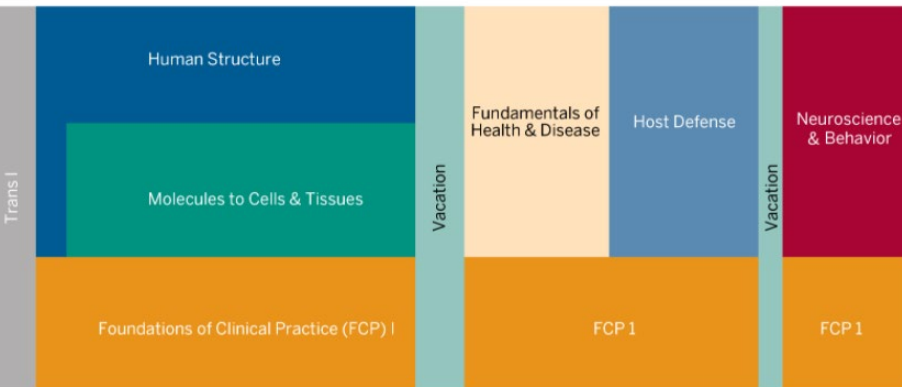 Trans I
Human Structure
Molecules to Cells & Tissues
Foundations of Clinical Practice (FCP) I
Vacation
Fundamentals of
Health & Disease
Host Defense
FCP 1
Vacation
Neuroscience
& Behavior
FCP 1